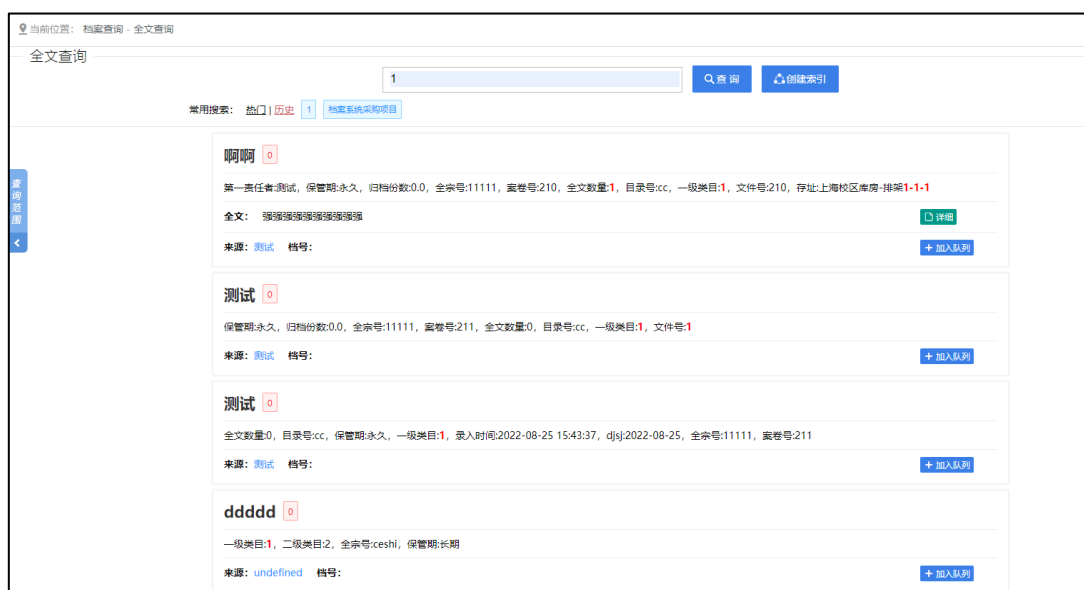 当前位置： 档案查询 - 全文查询
全文查询
1 查 询 创建索引
常用搜索： 热门 | 历史 1 档案系统采购项目
查询范围
啊啊 0
第一责任者:测试，保管期:永久，归档份数:0.0，全宗号:11111，案卷号:210，全文数量:1，目录号:cc，一级类目:1，文件号:210，存址:上海校区库房-排架1-1-1
全文： 强强强强强强强强强强 详细
来源：测试 档号： + 加入队列
测试 0
保管期:永久，归档份数:0.0，全宗号:11111，案卷号:211，全文数量:0，目录号:cc，一级类目:1，文件号:1
来源：测试 档号： + 加入队列
测试 0
全文数量:0，目录号:cc，保管期:永久，一级类目:1，录入时间:2022-08-25 15:43:37，djsj:2022-08-25，全宗号:11111，案卷号:211
来源：测试 档号： + 加入队列
ddddd 0
一级类目:1，二级类目:2，全宗号:ceshi，保管期:长期
来源：undefined 档号： + 加入队列